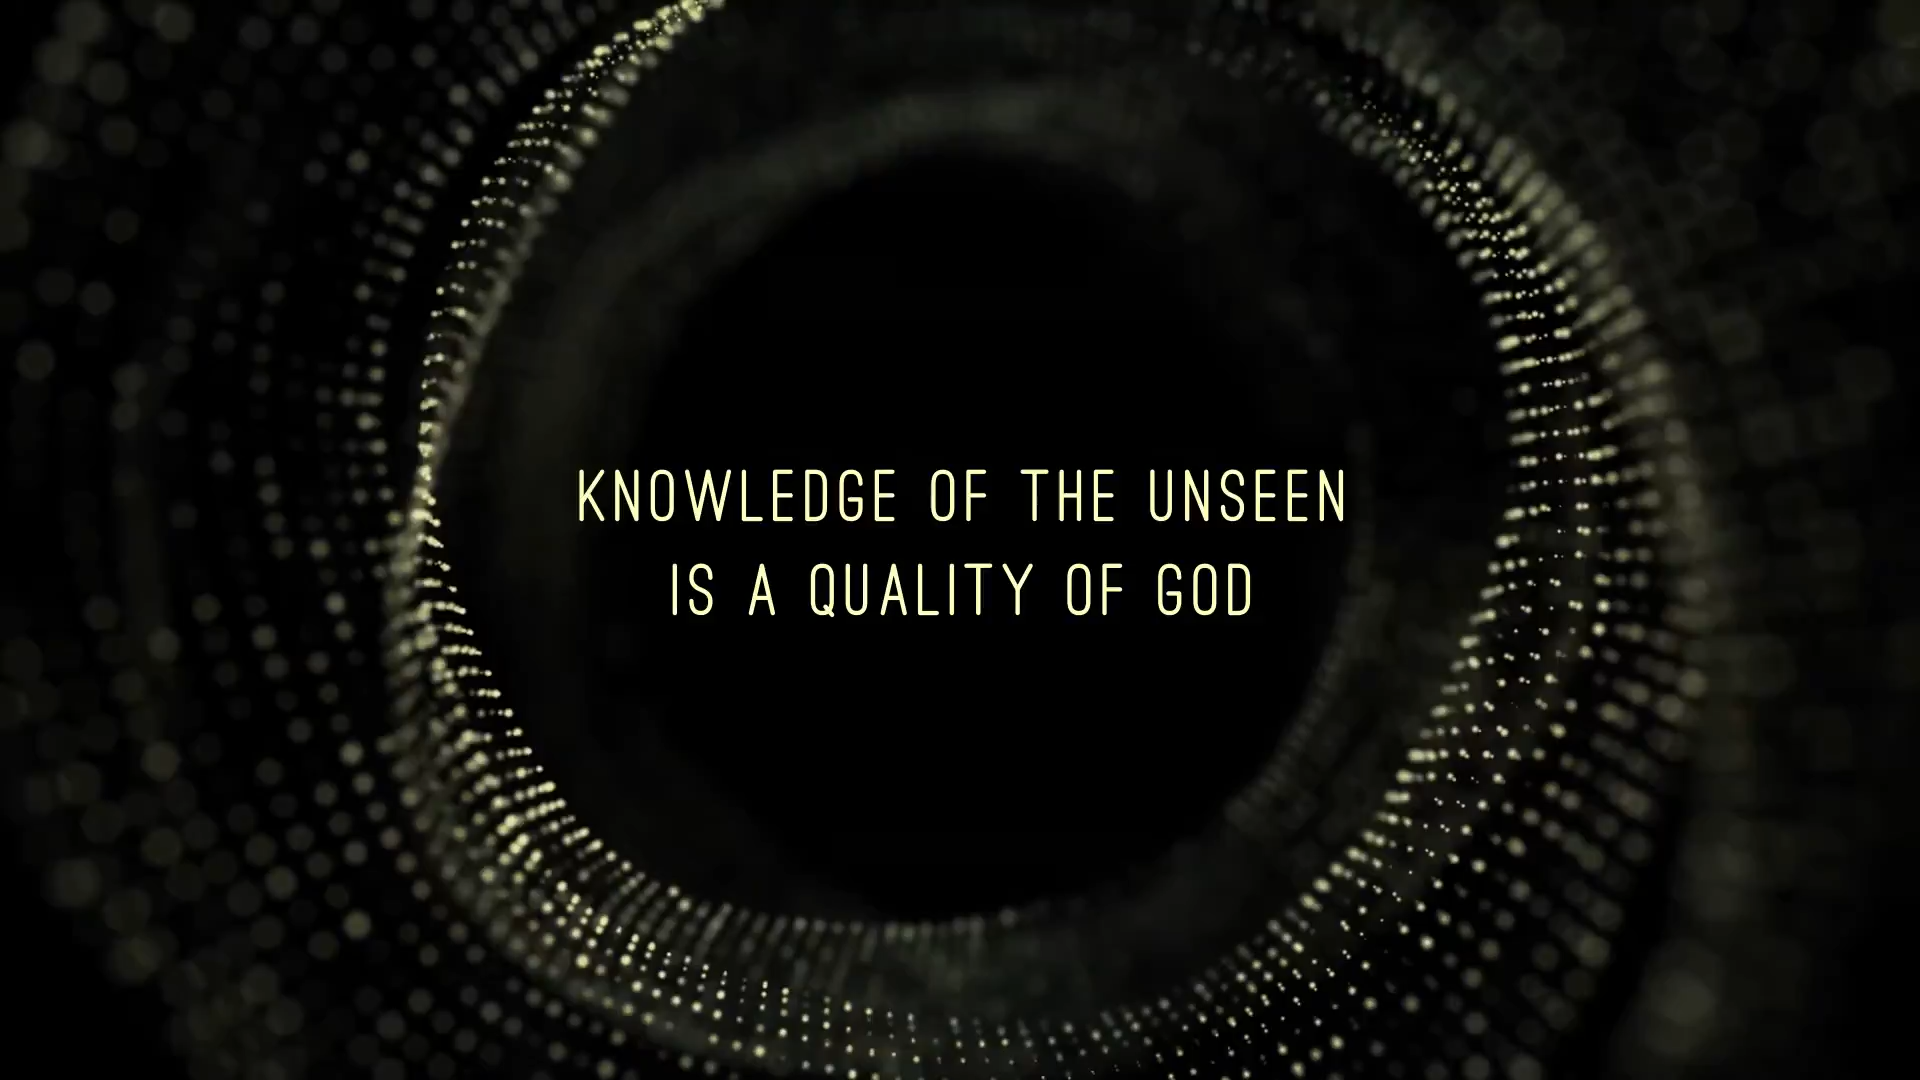 KNOWLEDGE OF THE UNSEEN
IS A QUALITY OF GOD